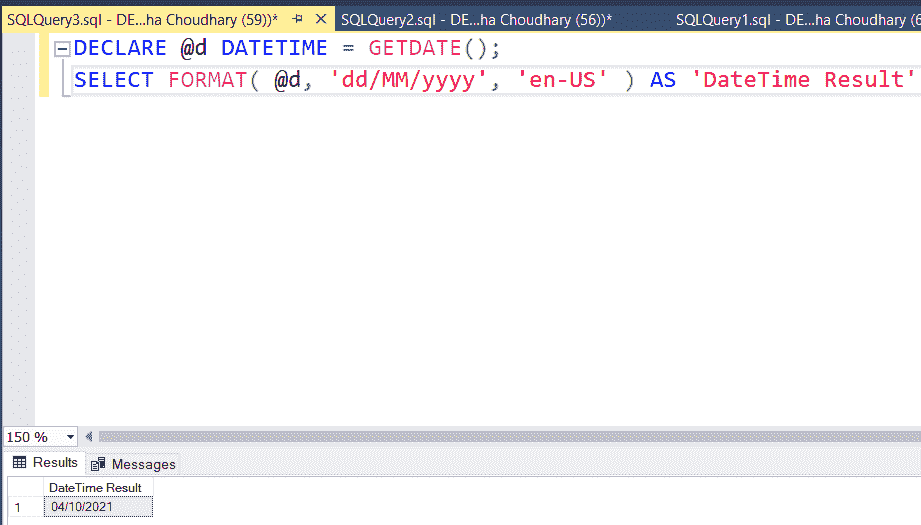 SQLQuery3.sql - DE...ha Choudhary (59))* SQLQuery2.sql - DE...ha Choudhary (56))* SQLQuery1.sql - DE...ha Choudhary (6
DECLARE @d DATETIME = GETDATE();
SELECT FORMAT( @d, 'dd/MM/yyyy', 'en-US' ) AS 'DateTime Result'
150 %
Results Messages
DateTime Result
1 04/10/2021